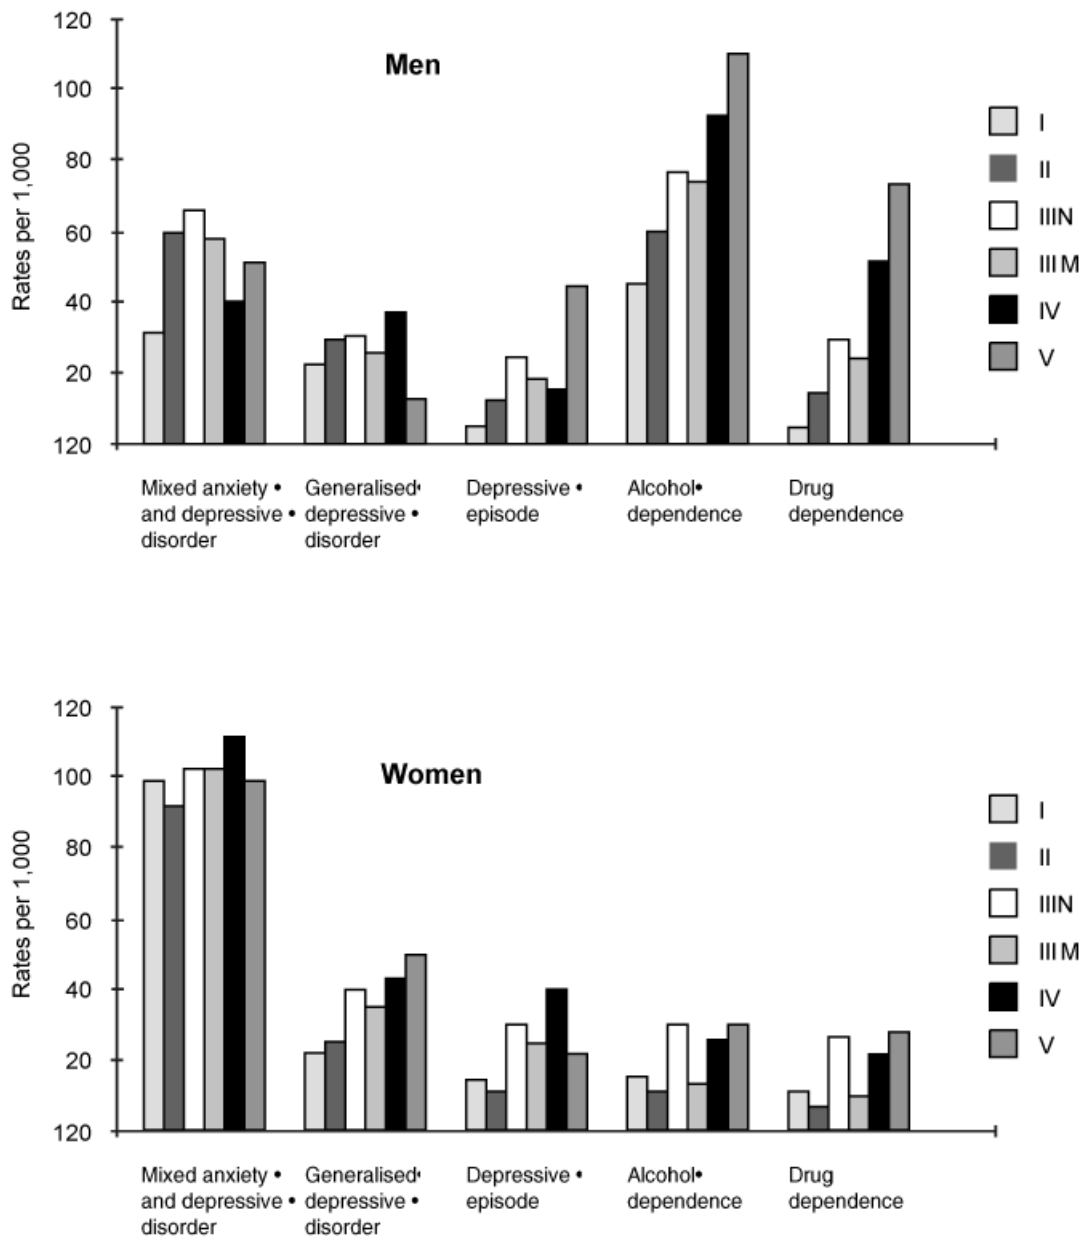 120
Men
100
80
60
40
20
120
Rates per 1,000
I
II
IIIN
III M
IV
V
Mixed anxiety •
and depressive •
disorder
Generalised•
depressive •
disorder
Depressive •
episode
Alcohol•
dependence
Drug
dependence
120
Women
100
80
60
40
20
120
Rates per 1,000
I
II
IIIN
III M
IV
V
Mixed anxiety •
and depressive •
disorder
Generalised•
depressive •
disorder
Depressive •
episode
Alcohol•
dependence
Drug
dependence